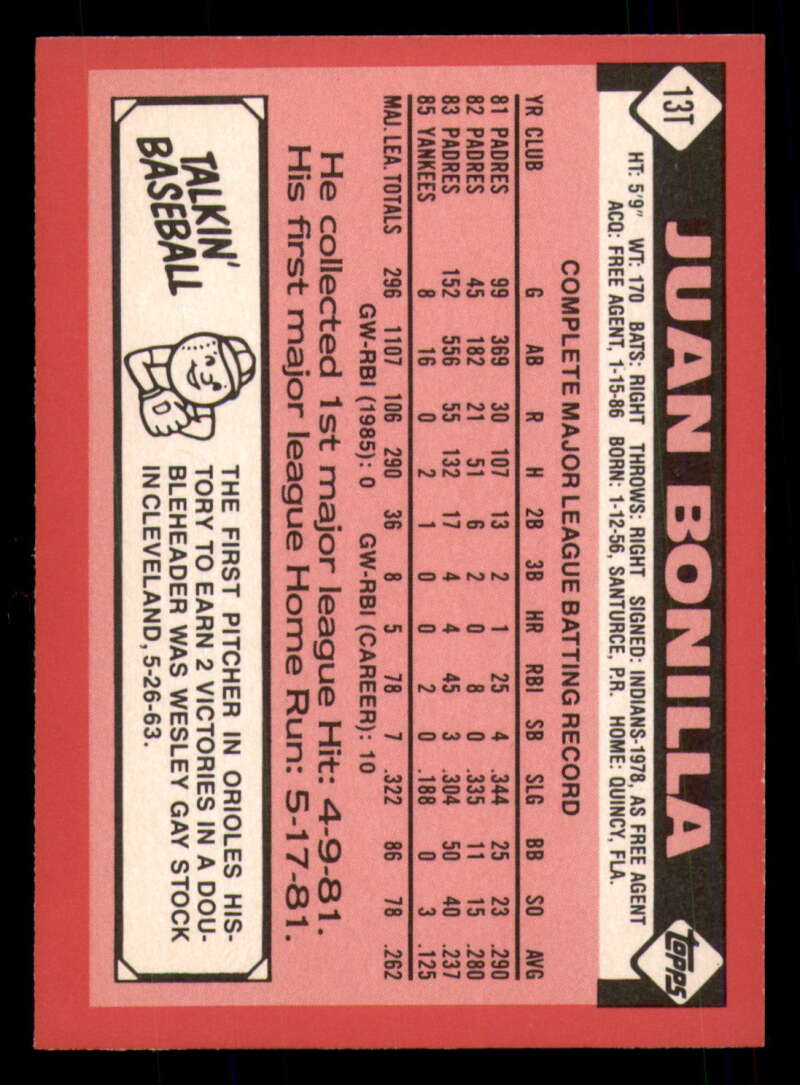 13T
JUAN BONILLA
topps
HT: 5'9" WT: 170 BATS: RIGHT THROWS: RIGHT SIGNED: INDIANS-1978, AS FREE AGENT
ACQ: FREE AGENT, 1-15-86 BORN: 1-12-56, SANTURCE, P.R. HOME: QUINCY, FLA.
COMPLETE MAJOR LEAGUE BATTING RECORD
YR CLUB G AB R H 2B 3B HR RBI SB SLG BB SO AVG
81 PADRES 99 369 30 107 13 2 1 25 4 .344 25 23 .290
82 PADRES 45 182 21 51 6 2 0 8 0 .335 11 15 .280
83 PADRES 152 556 55 132 17 4 4 45 3 .304 50 40 .237
85 YANKEES 8 16 0 2 1 0 0 2 0 .188 0 3 .125
MAJ. LEA. TOTALS 296 1107 106 290 36 8 5 78 7 .322 86 78 .262
GW-RBI (1985): 0 GW-RBI (CAREER): 10
He collected 1st major league Hit: 4-9-81.
His first major league Home Run: 5-17-81.
TALKIN'
BASEBALL
THE FIRST PITCHER IN ORIOLES HIS-
TORY TO EARN 2 VICTORIES IN A DOU-
BLEHEADER WAS WESLEY GAY STOCK
IN CLEVELAND, 5-26-63.